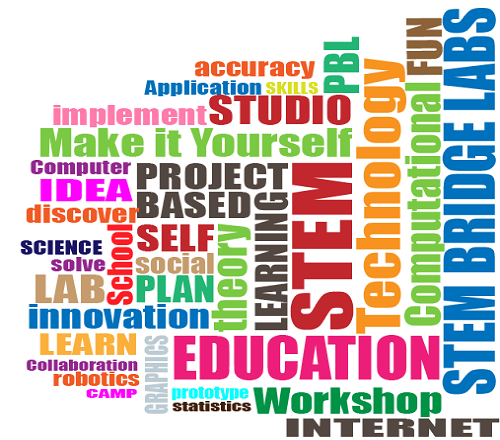 accuracy
Application
SKILLS
PBL
FUN
STEM BRIDGE LABS
implement
STUDIO
Technology
Computational
Make it Yourself
Computer
PROJECT
BASED
LEARNING
STEM
IDEA
discover
School
SELF
theory
SCIENCE
solve
social
LAB
PLAN
innovation
LEARN
GRAPHICS
EDUCATION
Collaboration
robotics
CAMP
prototype
statistics
Workshop
INTERNET